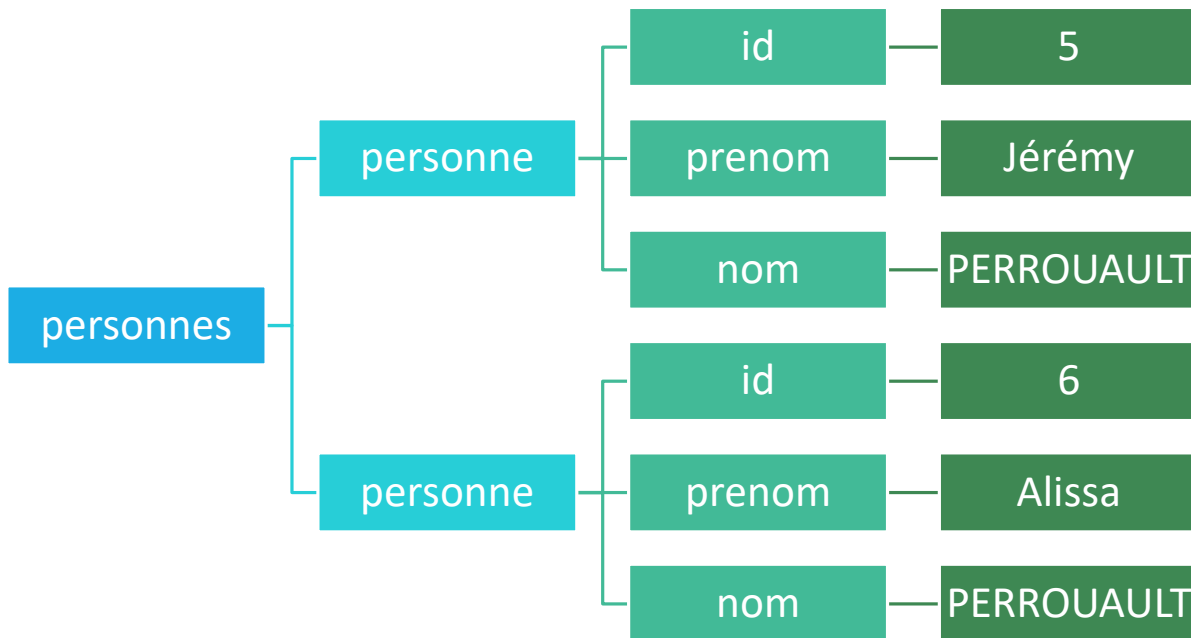 personnes
personne
id
5
prenom
Jérémy
nom
PERROUAULT
personne
id
6
prenom
Alissa
nom
PERROUAULT